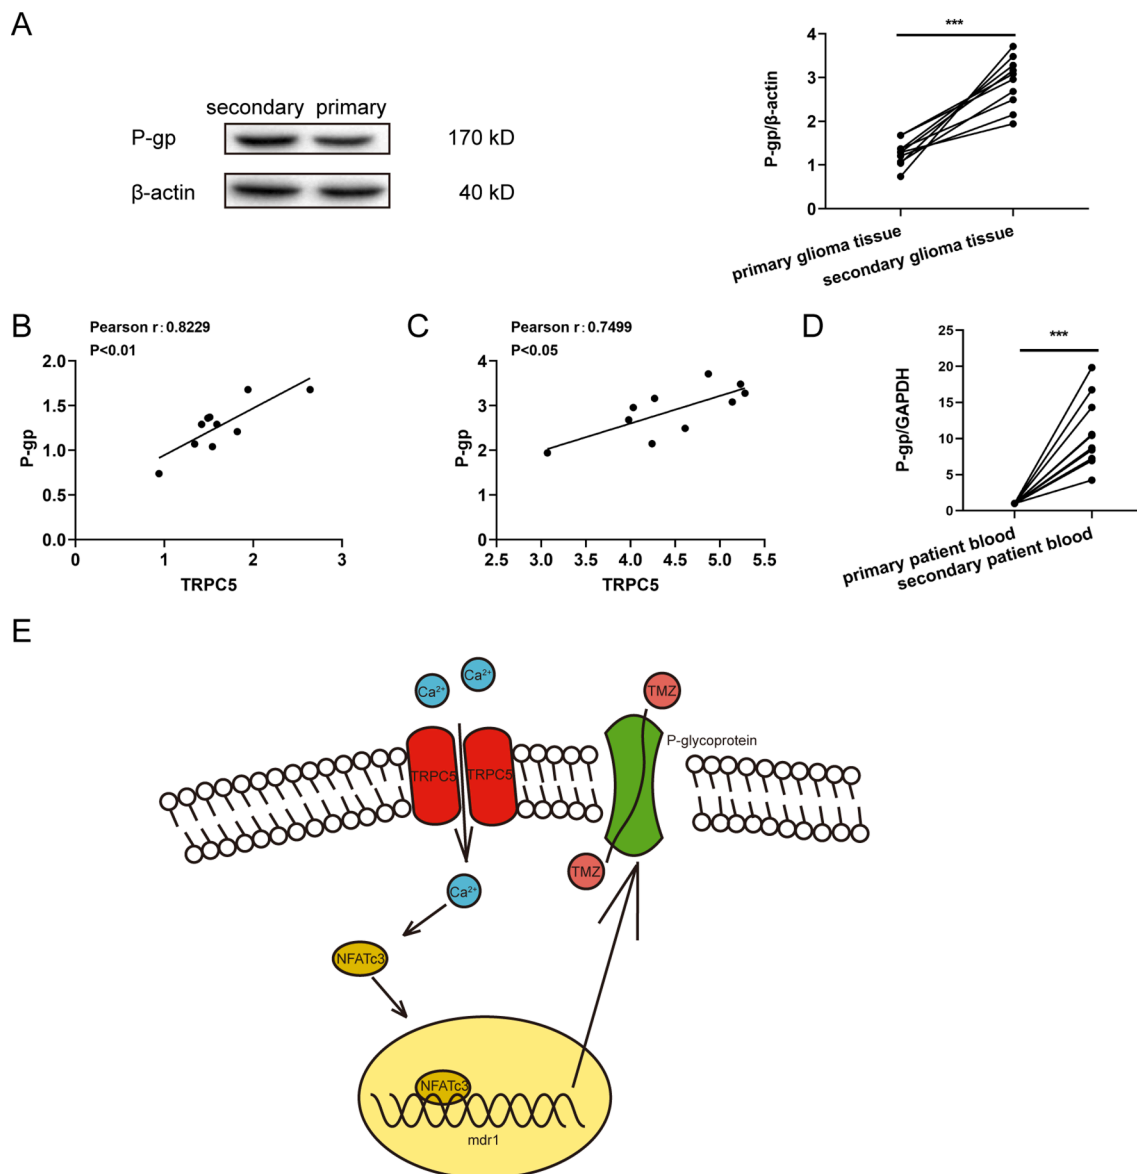 A
secondary primary
P-gp
170 kD
β-actin
40 kD
***
P-gp/β-actin
4
3
2
1
0
primary glioma tissue
secondary glioma tissue
B
Pearson r: 0.8229
P<0.01
P-gp
2.0
1.5
1.0
0.5
0.0
0 1 2 3
TRPC5
C
Pearson r: 0.7499
P<0.05
P-gp
4
3
2
1
0
2.5 3.0 3.5 4.0 4.5 5.0 5.5
TRPC5
D
***
P-gp/GAPDH
25
20
15
10
5
0
primary patient blood
secondary patient blood
E
Ca²⁺
Ca²⁺
TMZ
P-glycoprotein
TRPC5 TRPC5
TMZ
Ca²⁺
NFATc3
NFATc3
mdr1